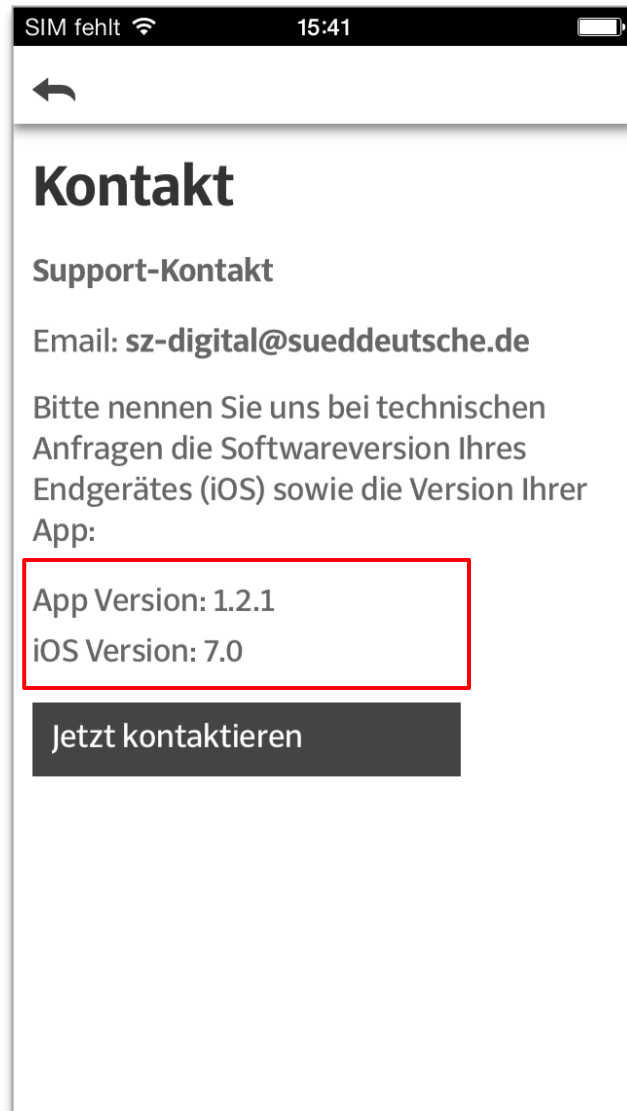 SIM fehlt 15:41
Kontakt
Support-Kontakt
Email: sz-digital@sueddeutsche.de
Bitte nennen Sie uns bei technischen
Anfragen die Softwareversion Ihres
Endgerätes (iOS) sowie die Version Ihrer
App:
App Version: 1.2.1
iOS Version: 7.0
Jetzt kontaktieren